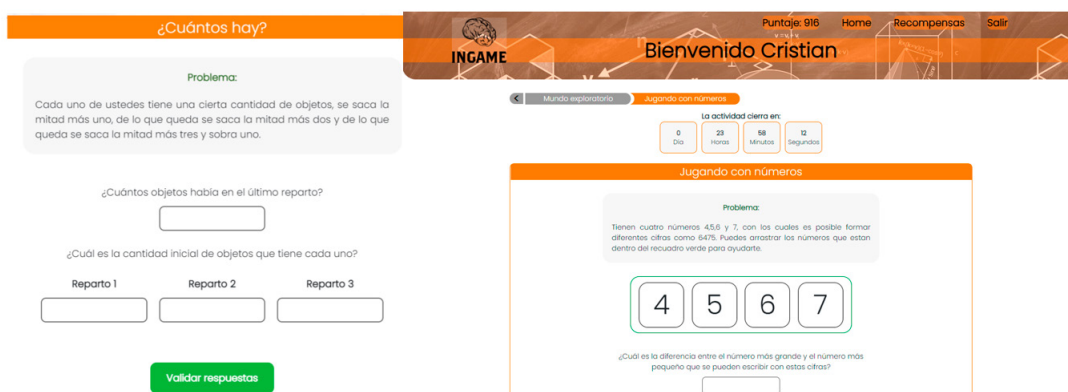 ¿Cuántos hay?
Problema:
Cada uno de ustedes tiene una cierta cantidad de objetos, se saca la
mitad más uno, de lo que queda se saca la mitad más dos y de lo que
queda se saca la mitad más tres y sobra uno.
¿Cuántos objetos habia en el último reparto?
¿Cuál es la cantidad inicial de objetos que tiene cada uno?
Reparto 1 Reparto 2 Reparto 3
Validar respuestas
INGAME
Puntaje: 916 Home Recompensas Salir
Bienvenido Cristian
< Mundo exploratorio Jugando con números
La actividad cierra en:
0 23 58 12
Día Horas Minutos Segundos
Jugando con números
Problema:
Tienen cuatro números 4,5,6 y 7, con los cuales es posible formar
diferentes cifras como 6475. Puedes arrastrar los números que estan
dentro del recuadro verde para ayudarte.
4 5 6 7
¿Cuál es la diferencia entre el número más grande y el número más
pequeño que se pueden escribir con estas cifras?